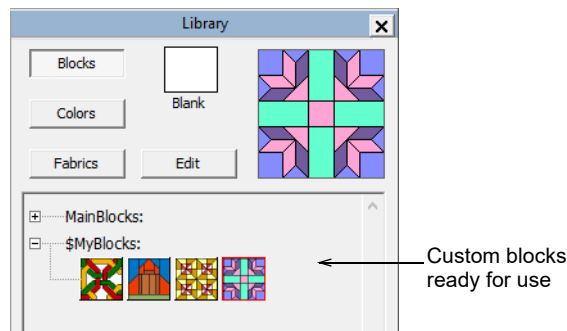 Library
Blocks
Blank
Colors
Fabrics
Edit
MainBlocks:
$MyBlocks:
Custom blocks
ready for use